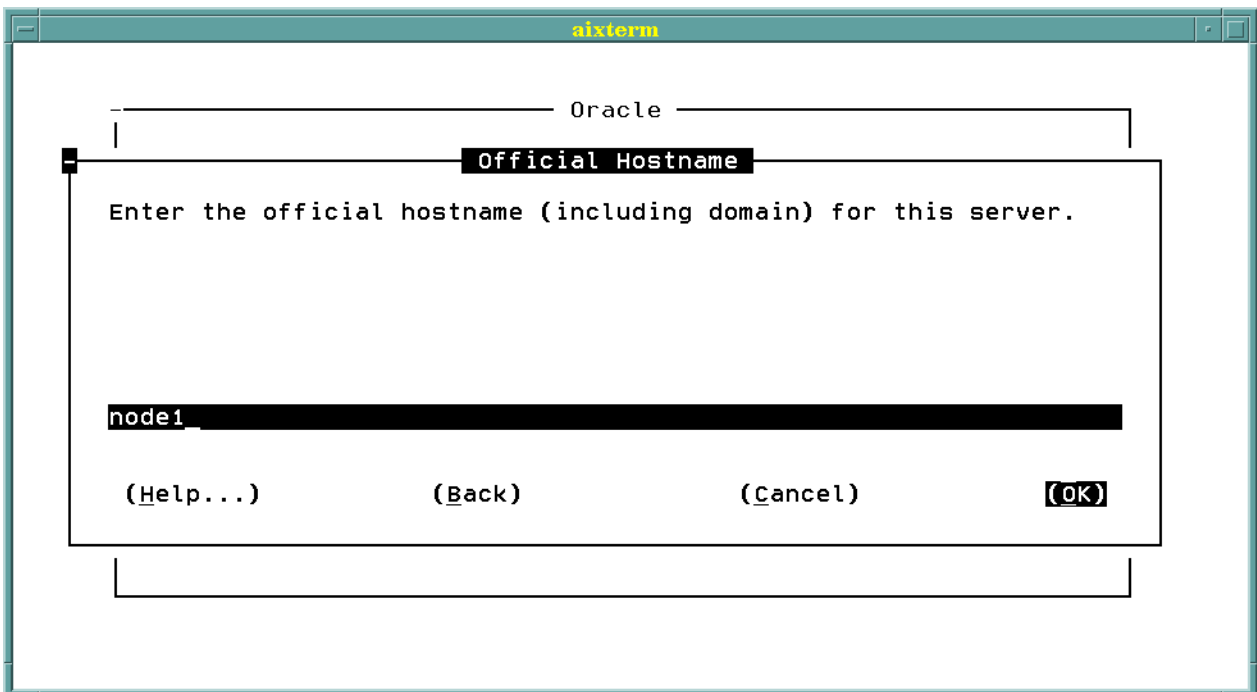 aixterm
Oracle
Official Hostname
Enter the official hostname (including domain) for this server.
node1_
(Help...) (Back) (Cancel) (OK)